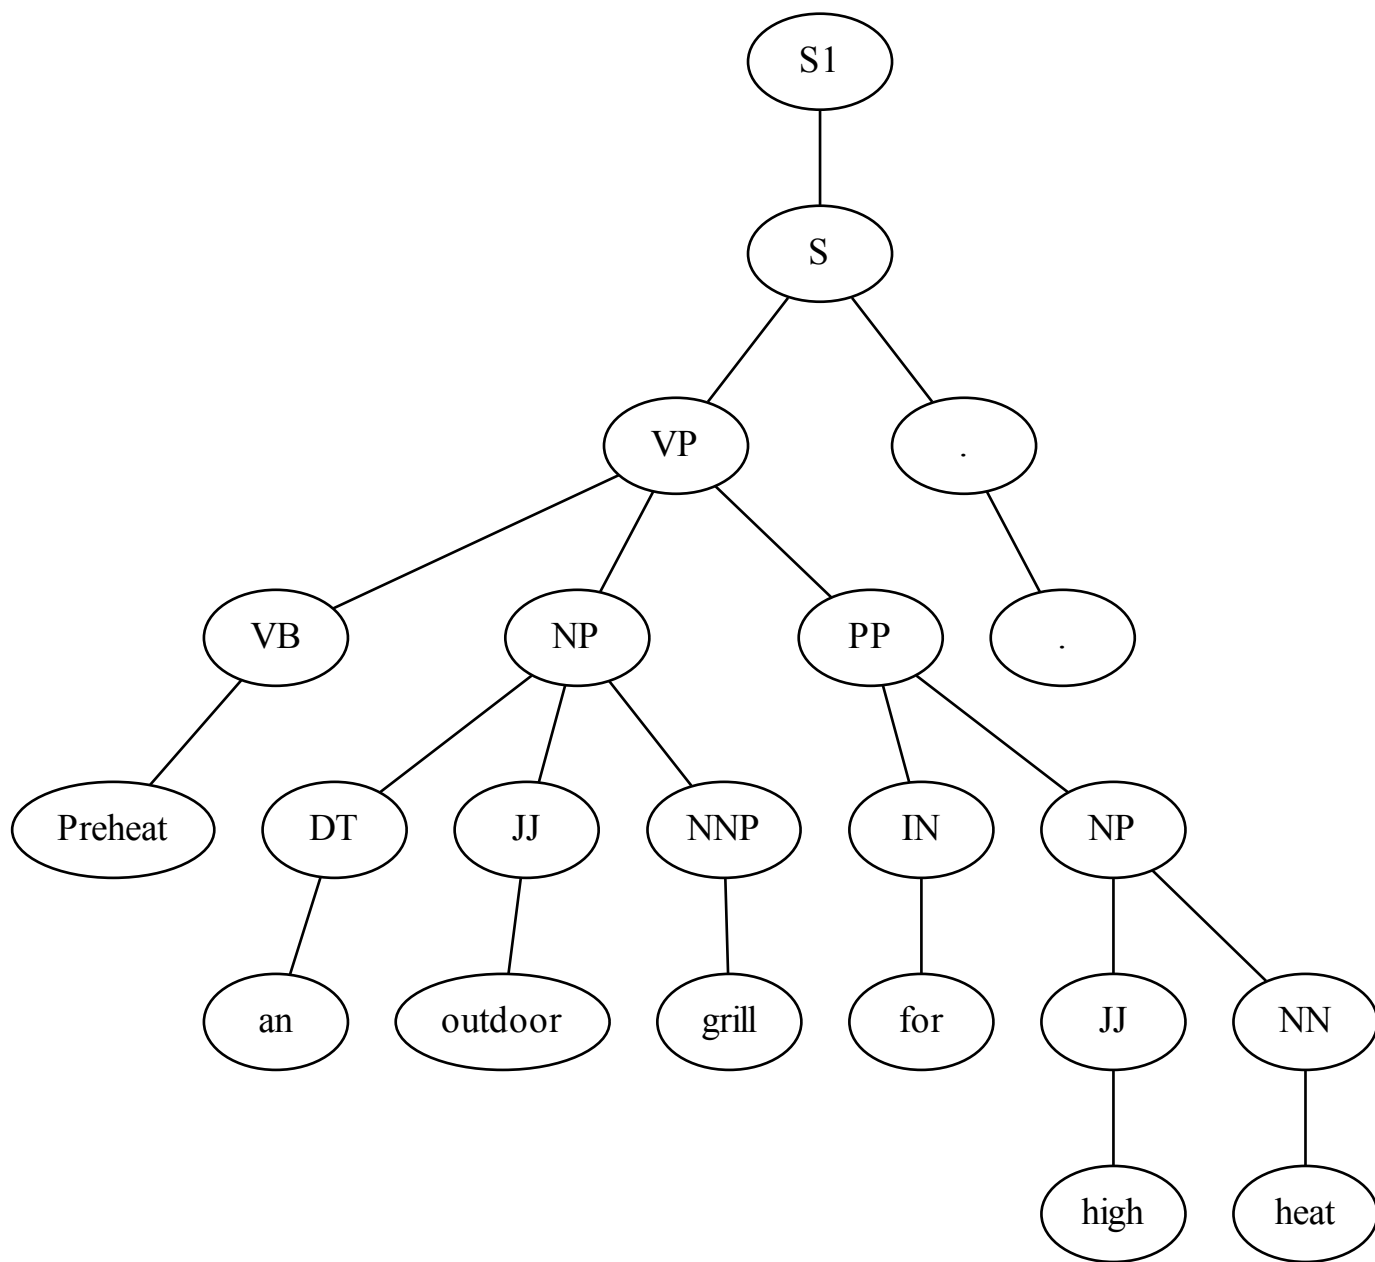 S1
S
VP .
VB NP PP .
Preheat DT JJ NNP IN NP
an outdoor grill for JJ NN
high heat